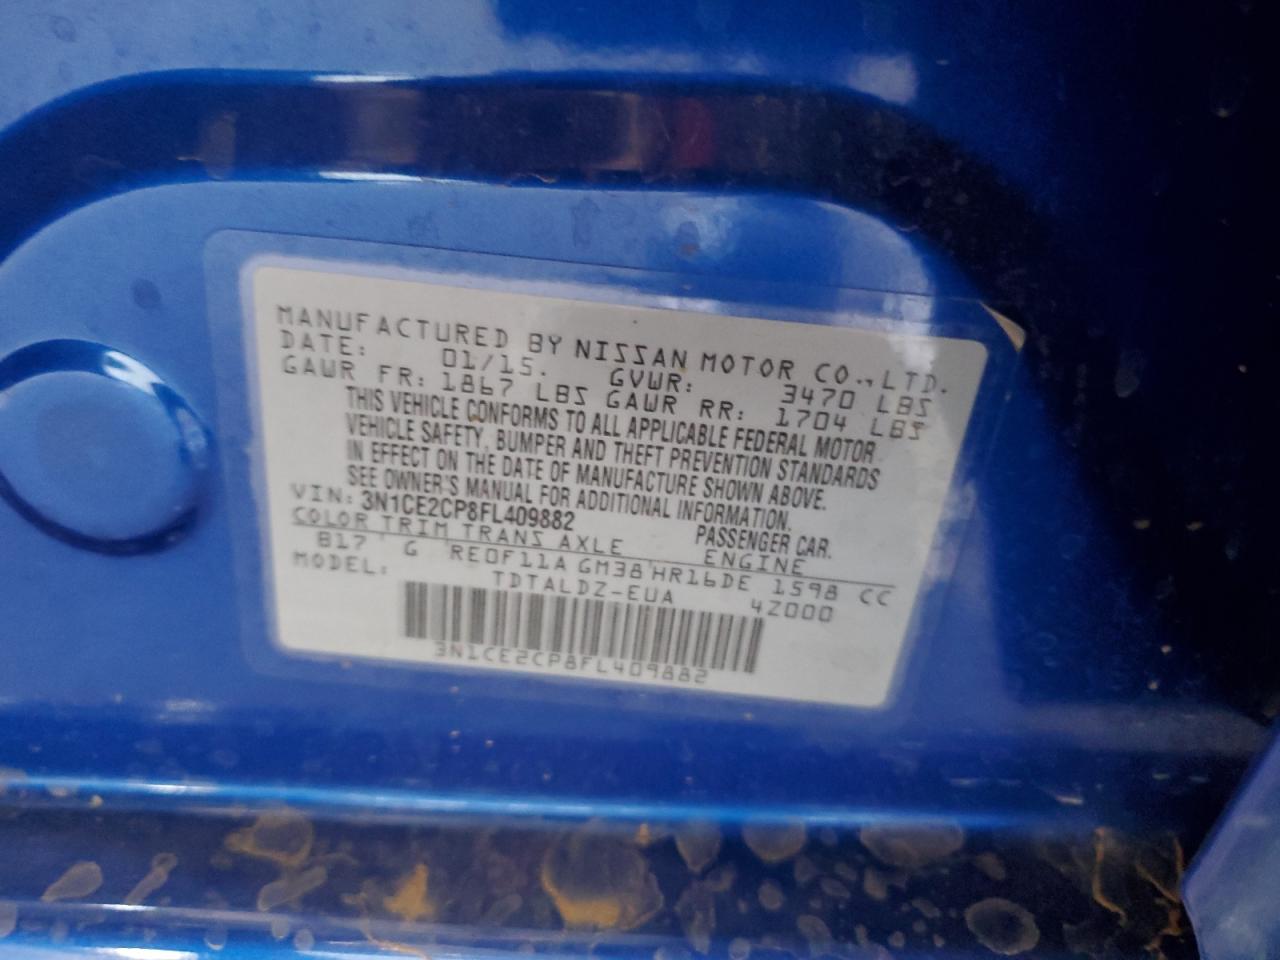 MANUFACTURED BY NISSAN MOTOR CO., LTD.
DATE: 01/15. GVWR: 3470 LBS
GAWR FR: 1867 LBS GAWR RR: 1704 LBS
THIS VEHICLE CONFORMS TO ALL APPLICABLE FEDERAL MOTOR
VEHICLE SAFETY, BUMPER AND THEFT PREVENTION STANDARDS
IN EFFECT ON THE DATE OF MANUFACTURE SHOWN ABOVE.
SEE OWNER'S MANUAL FOR ADDITIONAL INFORMATION.
VIN: 3N1CE2CP8FL409882 PASSENGER CAR.
COLOR TRIM TRANS AXLE ENGINE
B17 G RE0F11A GM38 HR16DE 1598 CC
MODEL: TDTALDZ-EUA 4Z000
3N1CE2CP8FL409882